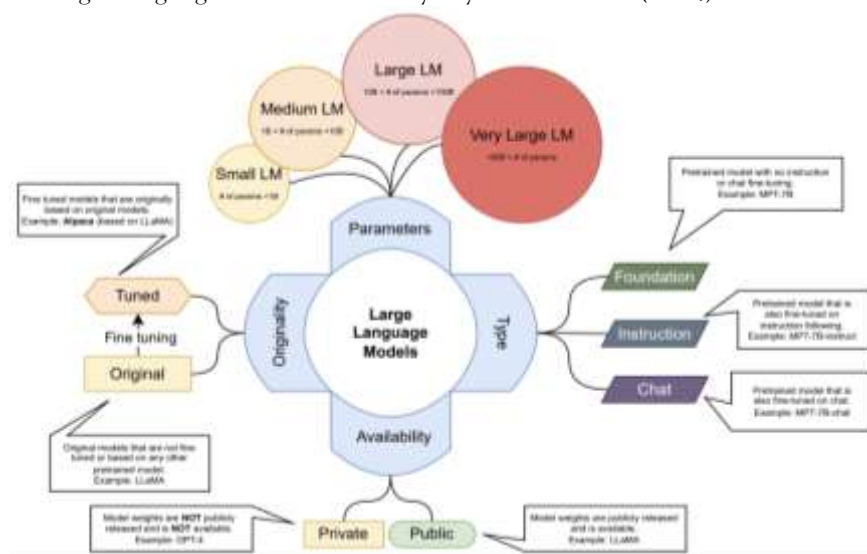 Large LM
10B < # of params <100B
Medium LM
1B < # of params <10B
Very Large LM
100B < # of params
Small LM
# of params <1B
Pretrained model with no instruction
or chat fine-tuning.
Example: MPT-7B
Fine tuned models that are originally
based on original models.
Example: Alpaca (based on LLaMA)
Parameters
Foundation
Tuned
Pretrained model that is
also fine-tuned on
instruction following.
Example: MPT-7B-instruct
Originality
Large
Language
Models
Type
Fine tuning
Instruction
Original
Chat
Pretrained model that is
also fine-tuned on chat.
Example: MPT-7B-chat
Availability
Original models that are not fine
tuned or based on any other
pretrained model.
Example: LLaMA
Model weights are NOT publicly
released and is NOT available.
Example: GPT-4
Private
Public
Model weights are publicly released
and is available.
Example: LLaMA